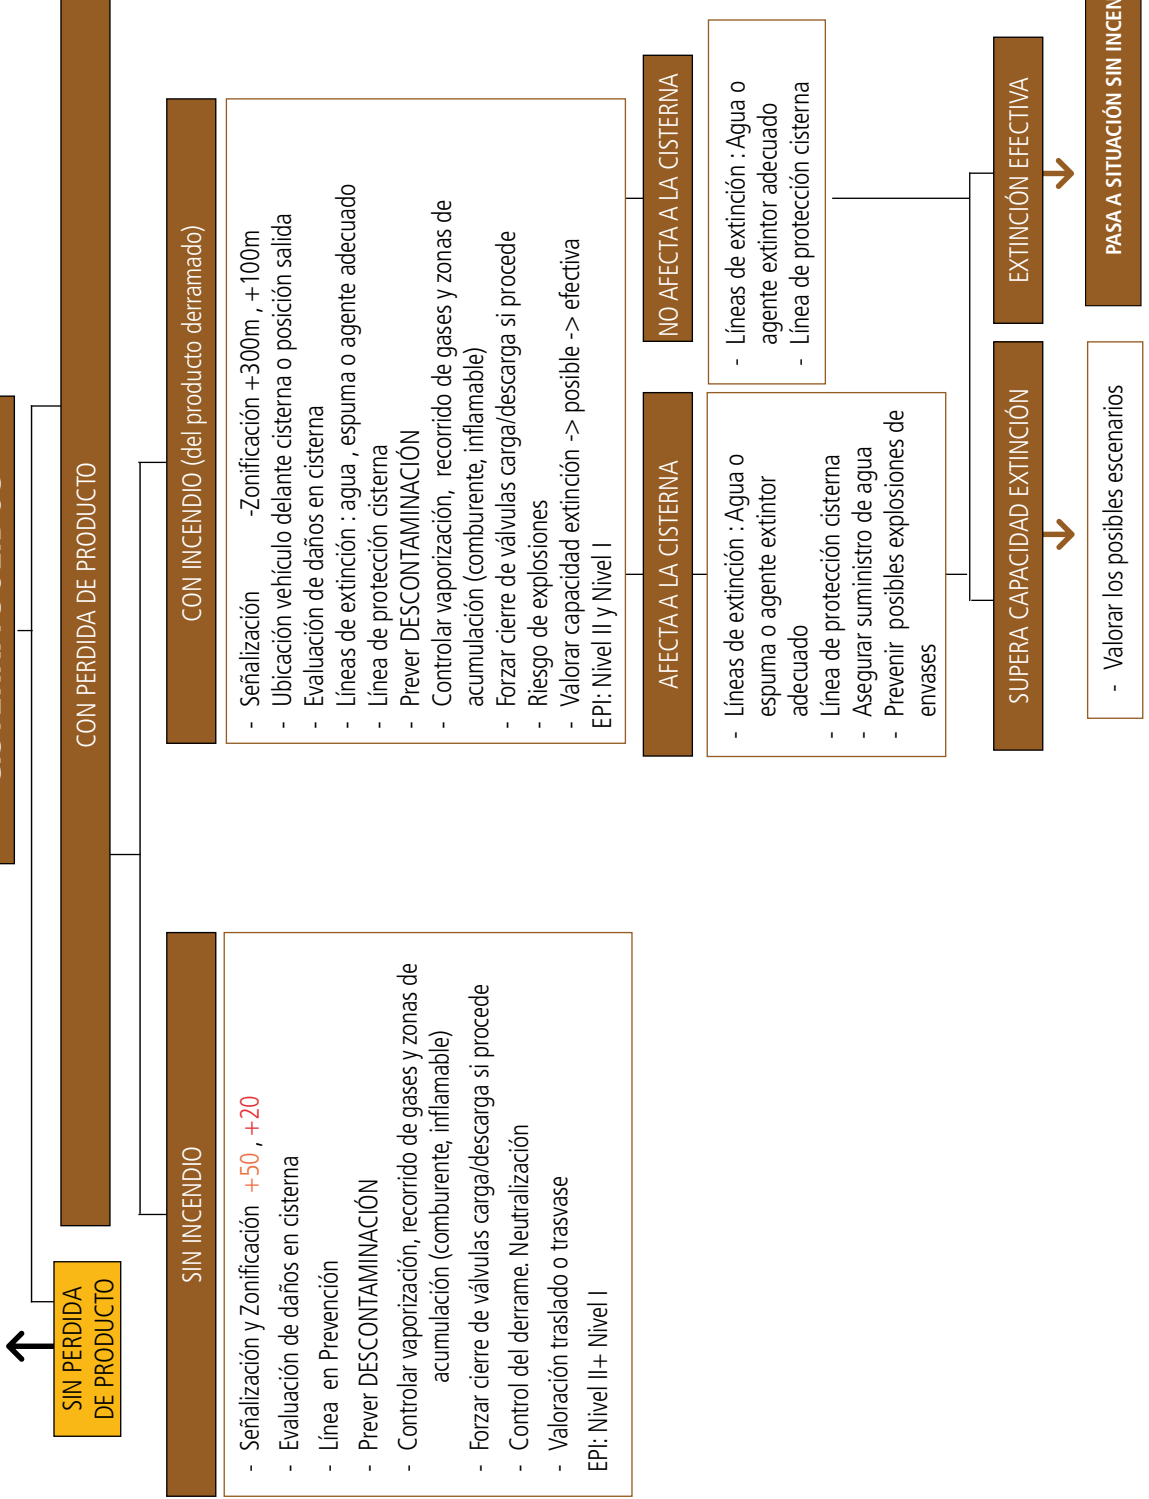 SIN PERDIDA
DE PRODUCTO
CON PERDIDA DE PRODUCTO
SIN INCENDIO
- Señalización y Zonificación +50 , +20
- Evaluación de daños en cisterna
- Línea en Prevención
- Prever DESCONTAMINACIÓN
- Controlar vaporización, recorrido de gases y zonas de
acumulación (comburente, inflamable)
- Forzar cierre de válvulas carga/descarga si procede
- Control del derrame. Neutralización
- Valoración traslado o trasvase
EPI: Nivel II+ Nivel I
CON INCENDIO (del producto derramado)
- Señalización -Zonificación +300m , +100m
- Ubicación vehículo delante cisterna o posición salida
- Evaluación de daños en cisterna
- Líneas de extinción : agua , espuma o agente adecuado
- Línea de protección cisterna
- Prever DESCONTAMINACIÓN
- Controlar vaporización, recorrido de gases y zonas de
acumulación (comburente, inflamable)
- Forzar cierre de válvulas carga/descarga si procede
- Riesgo de explosiones
- Valorar capacidad extinción -> posible -> efectiva
EPI: Nivel II y Nivel I
AFECTA A LA CISTERNA
- Líneas de extinción : Agua o
espuma o agente extintor
adecuado
- Línea de protección cisterna
- Asegurar suministro de agua
- Prevenir posibles explosiones de
envases
NO AFECTA A LA CISTERNA
- Líneas de extinción : Agua o
agente extintor adecuado
- Línea de protección cisterna
SUPERA CAPACIDAD EXTINCIÓN
- Valorar los posibles escenarios
EXTINCIÓN EFECTIVA
PASA A SITUACIÓN SIN INCEN